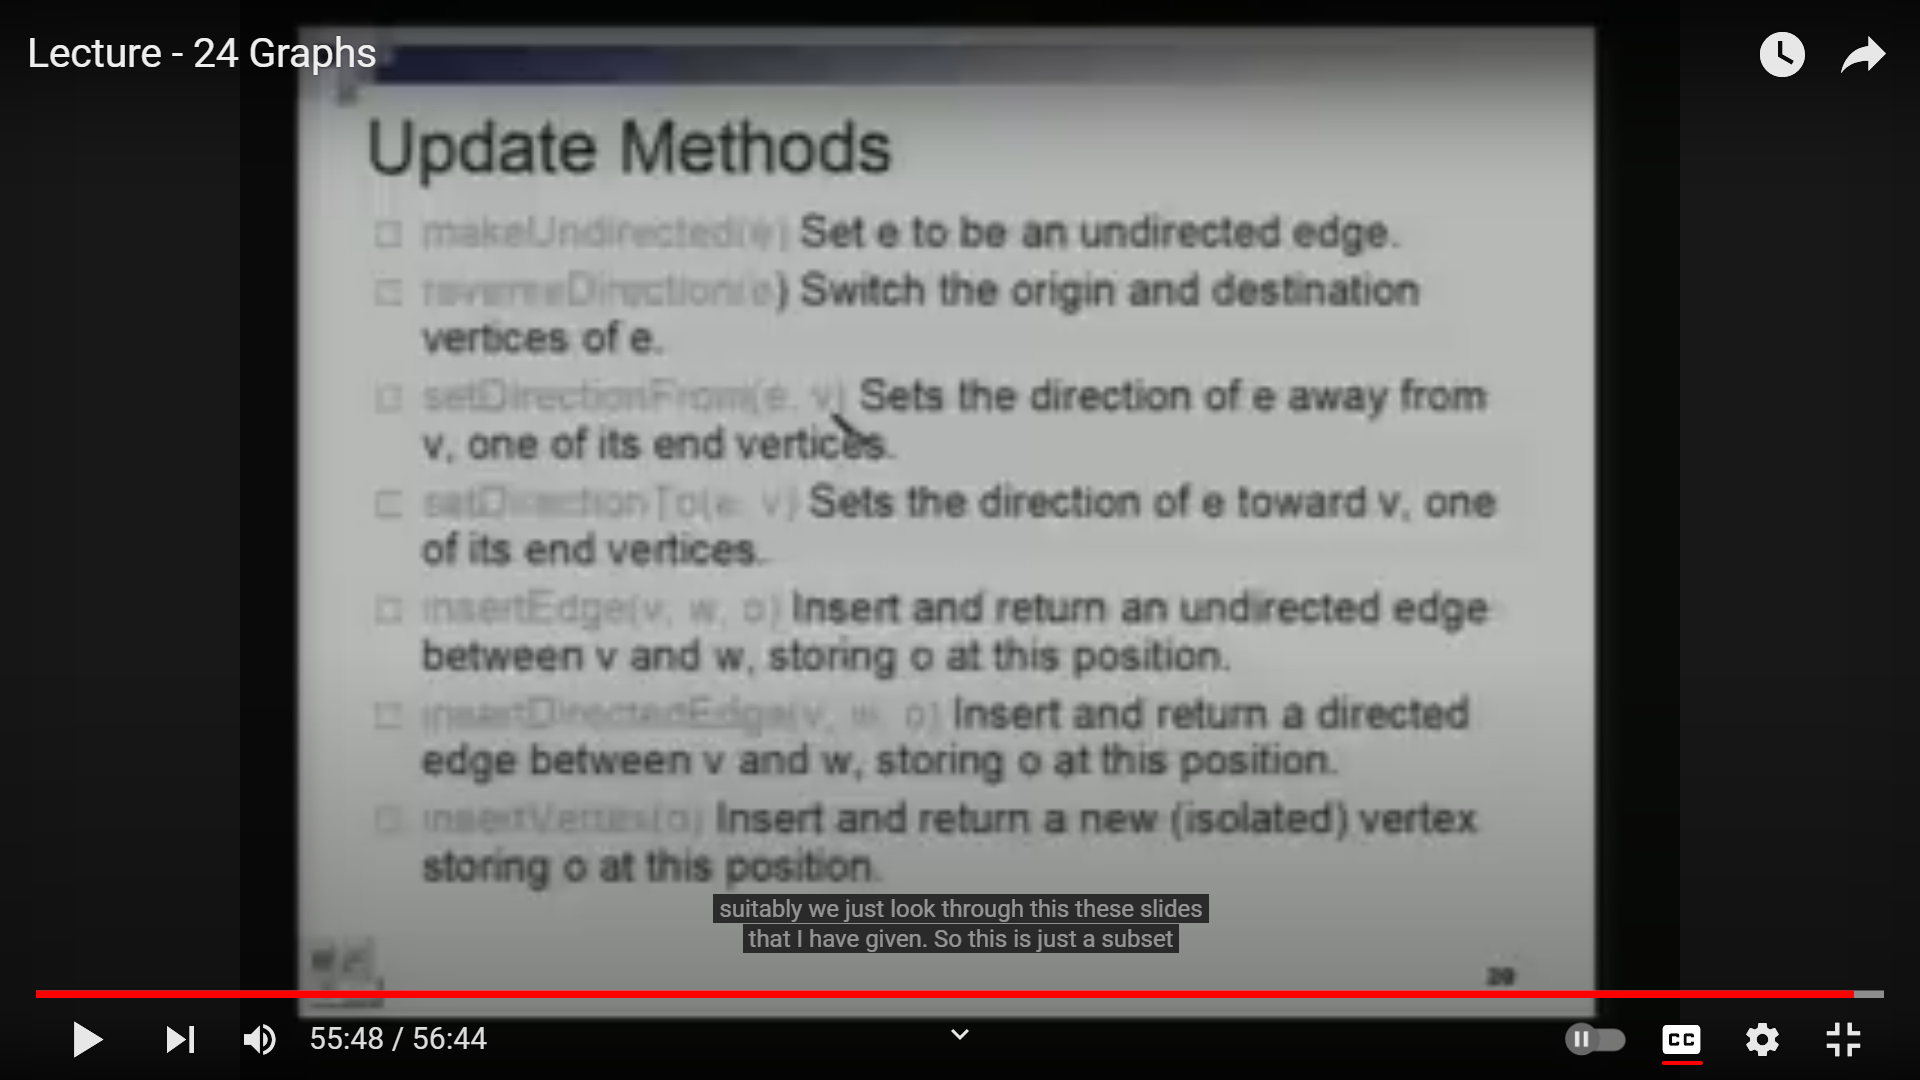 Lecture - 24 Graphs
Update Methods
makeUndirected(e) Set e to be an undirected edge.
reverseDirection(e) Switch the origin and destination
vertices of e.
setDirectionFrom(e, v) Sets the direction of e away from
v, one of its end vertices.
setDirectionTo(e, v) Sets the direction of e toward v, one
of its end vertices.
insertEdge(v, w, o) Insert and return an undirected edge
between v and w, storing o at this position.
insertDirectedEdge(v, w, o) Insert and return a directed
edge between v and w, storing o at this position.
insertVertex(o) Insert and return a new (isolated) vertex
storing o at this position.
suitably we just look through this these slides
that I have given. So this is just a subset
55:48 / 56:44
CC